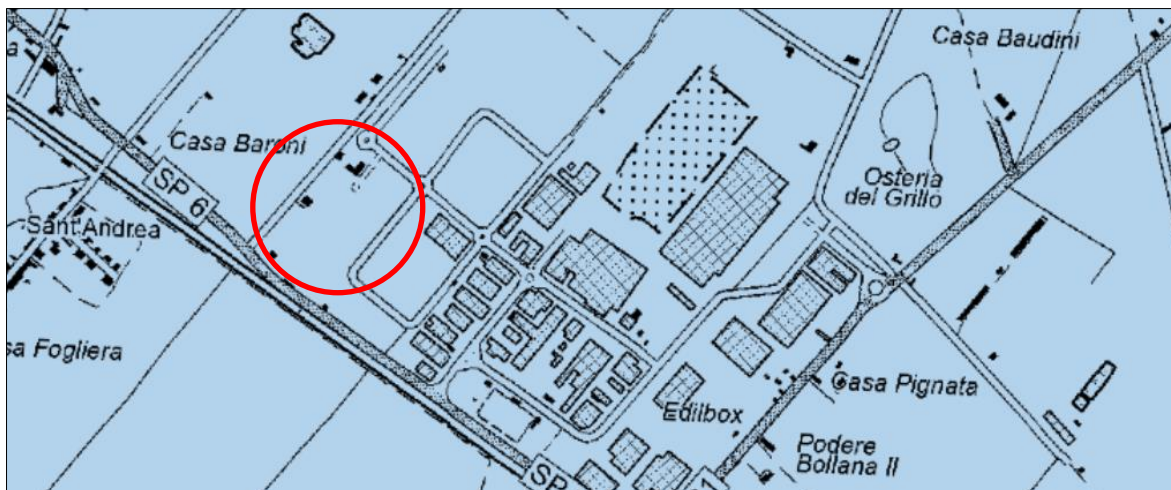 Casa Baudini
Casa Baroni
SP
6
Osteria
del Grillo
Sant'Andrea
Fogliera
Casa Pignata
Edilbox
Podere
Bollana II
SP